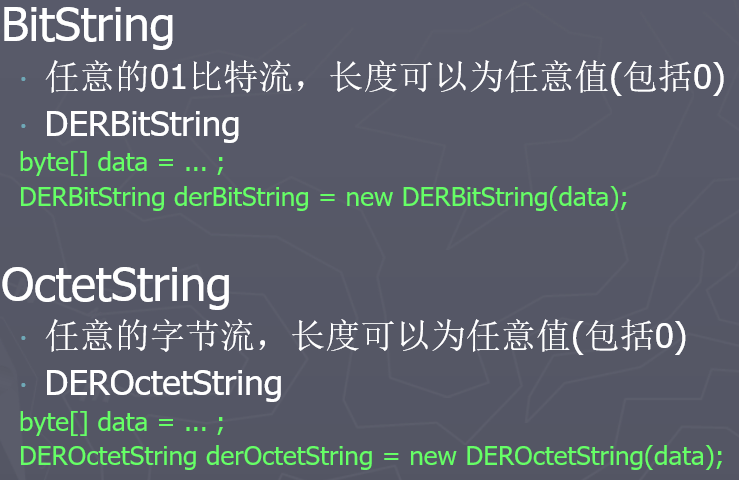 BitString
· 任意的01比特流，长度可以为任意值(包括0)
· DERBitString
byte[] data = ... ;
DERBitString derBitString = new DERBitString(data);
OctetString
· 任意的字节流，长度可以为任意值(包括0)
· DEROctetString
byte[] data = ... ;
DEROctetString derOctetString = new DEROctetString(data);